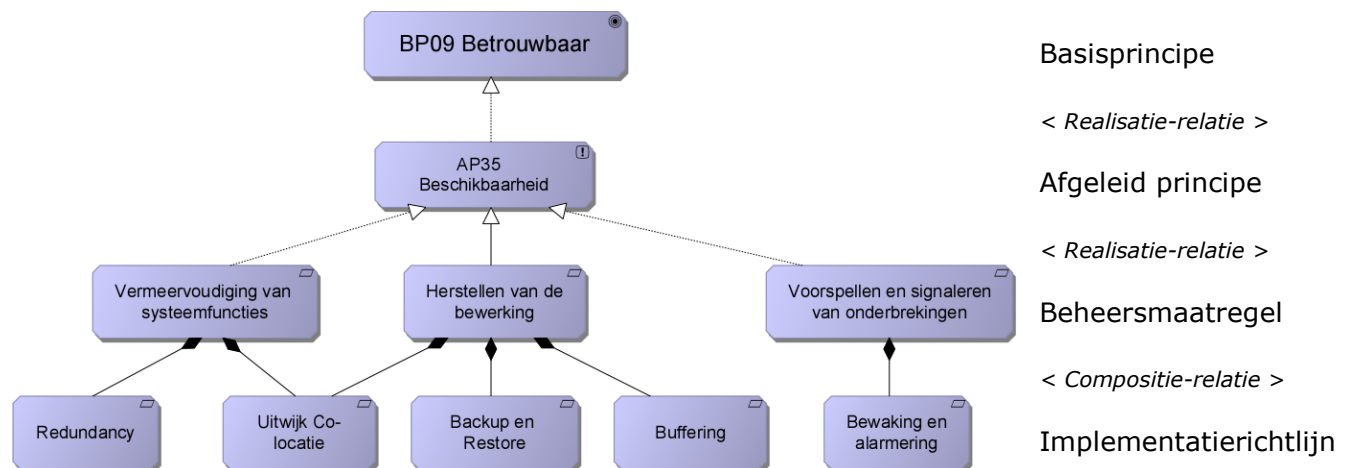 BP09 Betrouwbaar
Basisprincipe
< Realisatie-relatie >
AP35
Beschikbaarheid
Afgeleid principe
< Realisatie-relatie >
Vermeervoudiging van
systeemfuncties
Herstellen van de
bewerking
Voorspellen en signaleren
van onderbrekingen
Beheersmaatregel
< Compositie-relatie >
Redundancy
Uitwijk Co-
locatie
Backup en
Restore
Buffering
Bewaking en
alarmering
Implementatierichtlijn